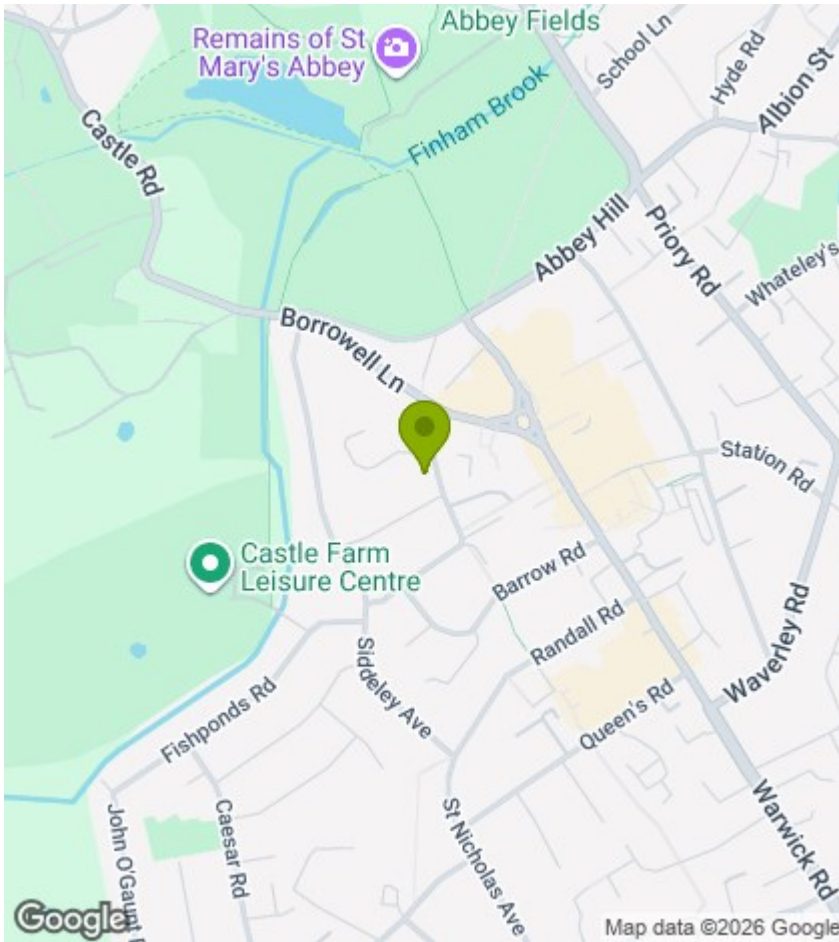 Abbey Fields
Remains of St
Mary's Abbey
School Ln
Hyde Rd
Albion St
Finham Brook
Castle Rd
Abbey Hill
Priory Rd
Whateley's
Borrowell Ln
Station Rd
Castle Farm
Leisure Centre
Barrow Rd
Randall Rd
Waverley Rd
Siddeley Ave
Queen's Rd
Fishponds Rd
Warwick Rd
Caesar Rd
John O'Gaunt
St Nicholas Ave
Google
Map data ©2026 Google